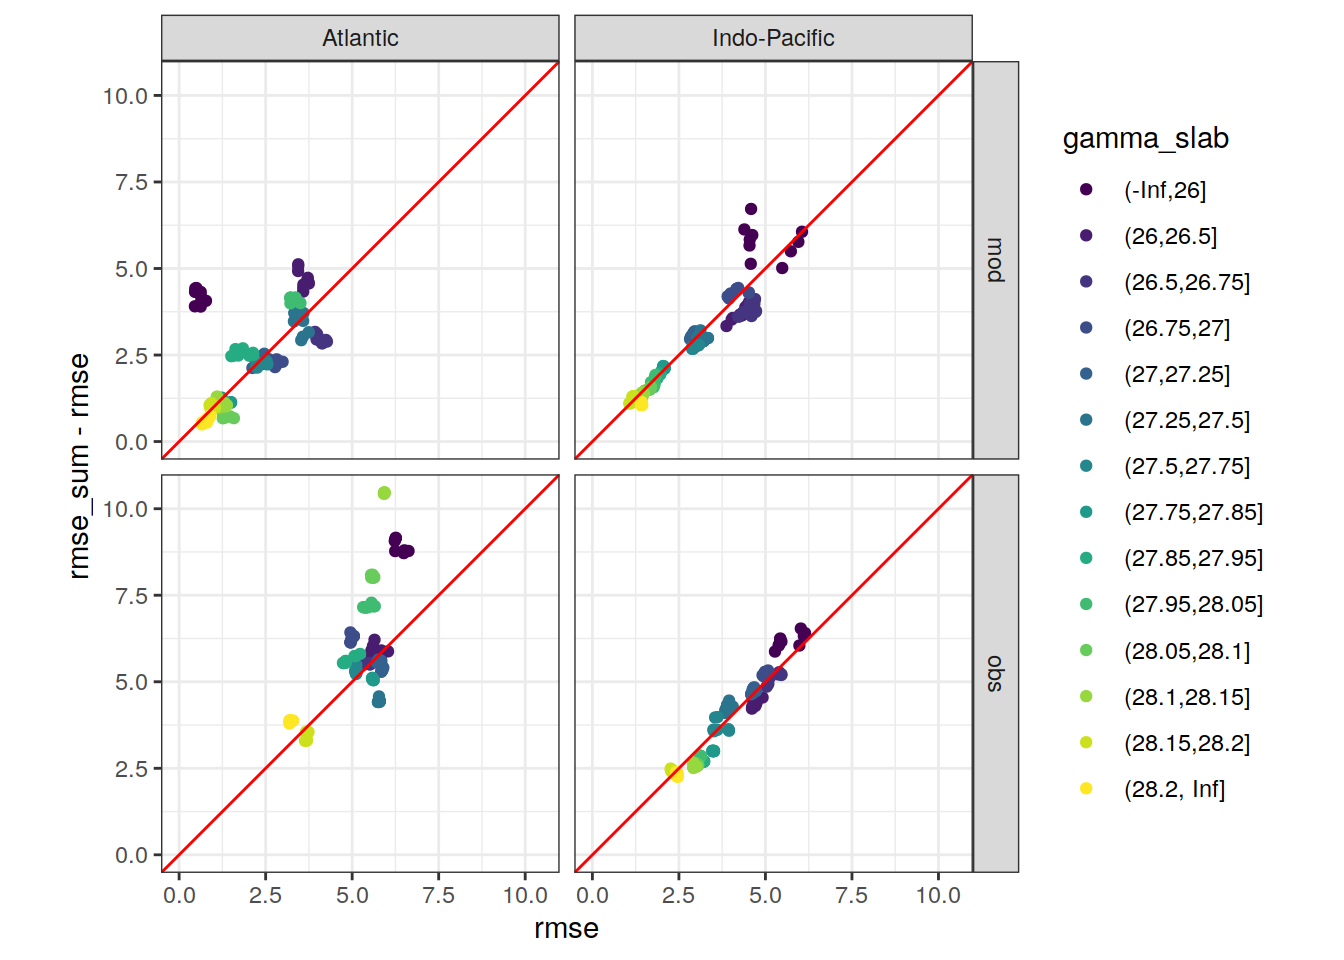 Atlantic
Indo-Pacific
10.0
7.5
5.0
2.5
0.0
mod
10.0
7.5
5.0
2.5
0.0
obs
rmse_sum - rmse
0.0 2.5 5.0 7.5 10.0
0.0 2.5 5.0 7.5 10.0
rmse
gamma_slab
(-Inf,26]
(26,26.5]
(26.5,26.75]
(26.75,27]
(27,27.25]
(27.25,27.5]
(27.5,27.75]
(27.75,27.85]
(27.85,27.95]
(27.95,28.05]
(28.05,28.1]
(28.1,28.15]
(28.15,28.2]
(28.2, Inf]